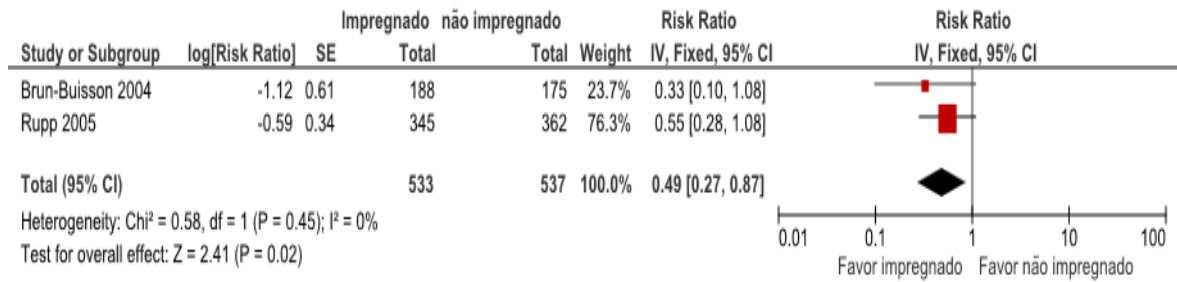 Impregnado não impregnado Risk Ratio Risk Ratio
Study or Subgroup log[Risk Ratio] SE Total Total Weight IV, Fixed, 95% CI IV, Fixed, 95% CI
Brun-Buisson 2004 -1.12 0.61 188 175 23.7% 0.33 [0.10, 1.08]
Rupp 2005 -0.59 0.34 345 362 76.3% 0.55 [0.28, 1.08]
Total (95% CI) 533 537 100.0% 0.49 [0.27, 0.87]
Heterogeneity: Chi² = 0.58, df = 1 (P = 0.45); I² = 0%
Test for overall effect: Z = 2.41 (P = 0.02)
0.01 0.1 1 10 100
Favor impregnado Favor não impregnado